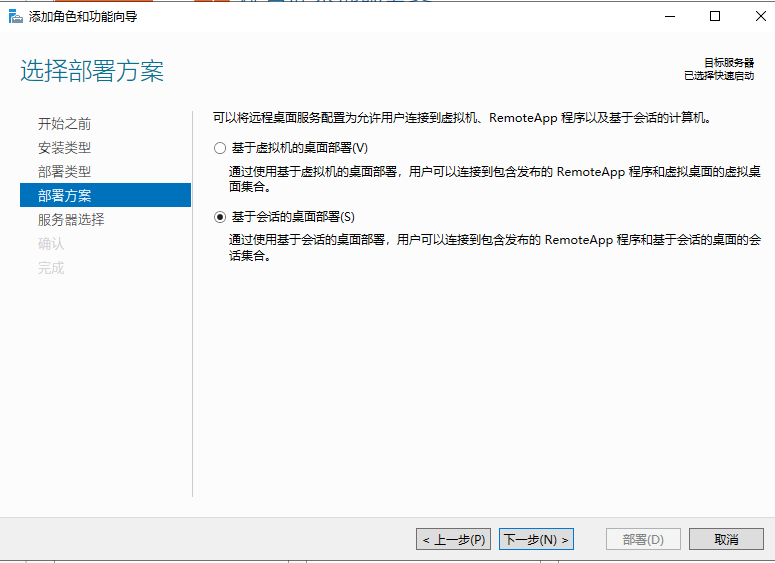 添加角色和功能向导
选择部署方案
目标服务器
已选择快速启动
开始之前
安装类型
部署类型
部署方案
服务器选择
确认
完成
可以将远程桌面服务配置为允许用户连接到虚拟机、RemoteApp 程序以及基于会话的计算机。
基于虚拟机的桌面部署(V)
通过使用基于虚拟机的桌面部署，用户可以连接到包含发布的 RemoteApp 程序和虚拟桌面的虚拟桌
面集合。
基于会话的桌面部署(S)
通过使用基于会话的桌面部署，用户可以连接到包含发布的 RemoteApp 程序和基于会话的桌面的会
话集合。
< 上一步(P)
下一步(N) >
部署(D)
取消